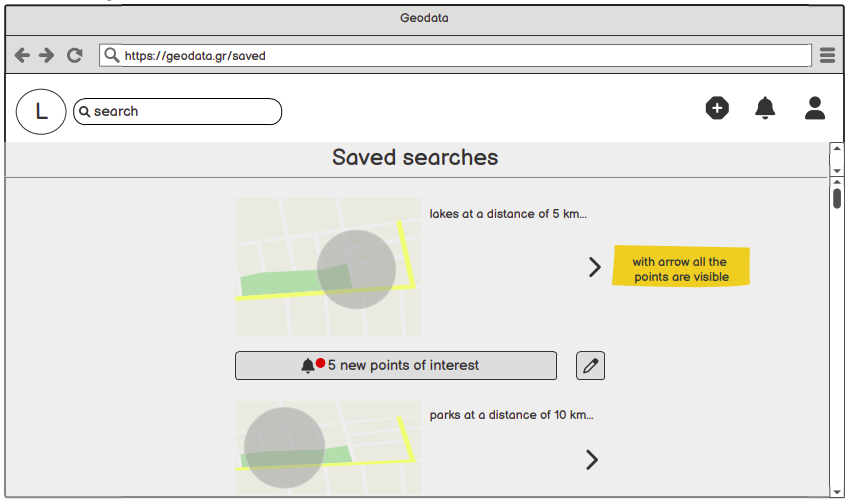 Geodata
https://geodata.gr/saved
L
search
Saved searches
lakes at a distance of 5 km...
with arrow all the
points are visible
5 new points of interest
parks at a distance of 10 km...